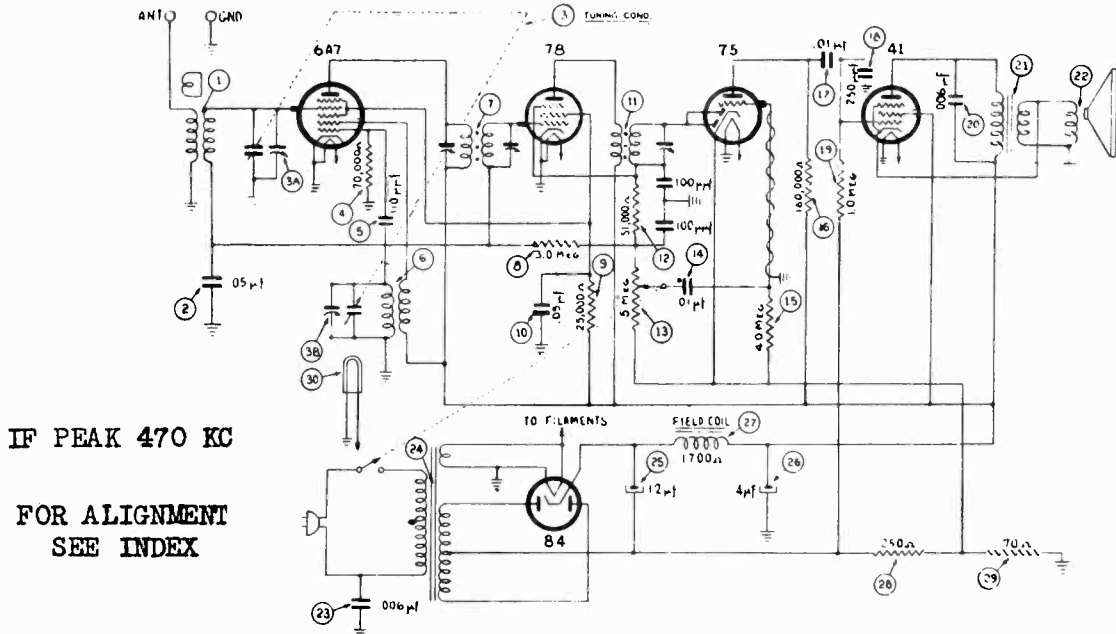 ANT. GND
3 TUNING COND.
6A7 78 75 41
.01 μf 18
17
250 μμf
1
7
11
.006 μf
20
21
22
3A
70,000Ω
4
5
100 μμf
100 μμf
51,000Ω
12
160,000Ω
16
19
1.0 MEG
8
3.0 MEG
9
14
.01 μf
6
2
.05 μf
10
.05 μf
25,000Ω
.5 MEG
13
15
4.0 MEG
3B
30
IF PEAK 470 KC
FOR ALIGNMENT
SEE INDEX
TO FILAMENTS
FIELD COIL 27
1700Ω
24
25
12 μf
26
4 μf
84
23
.006 μf
250Ω
28
70Ω
29